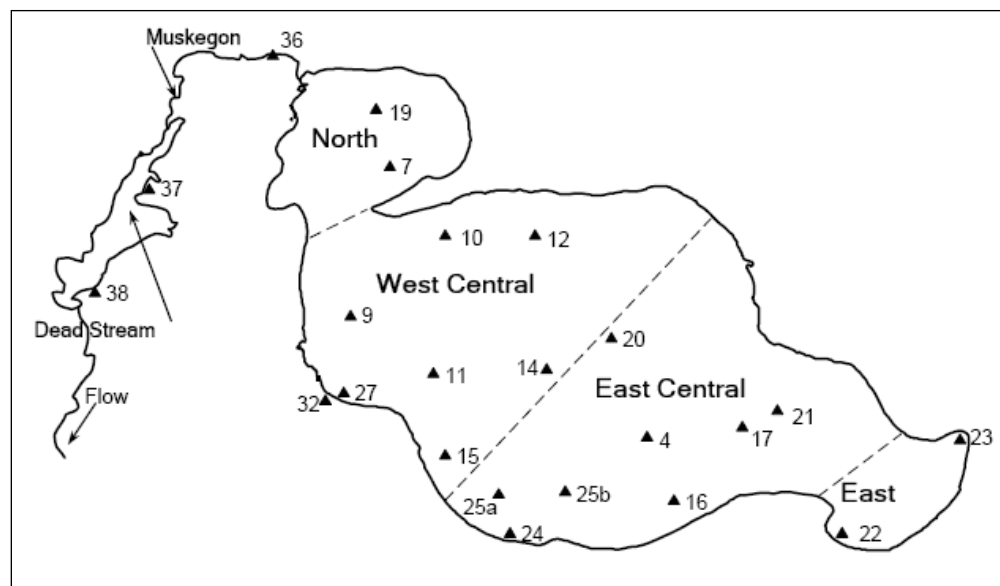 Muskegon
36
19
North
7
37
10
12
West Central
38
9
Dead Stream
20
14
11
East Central
Flow
27
32
21
4
17
23
15
25a
25b
16
East
24
22